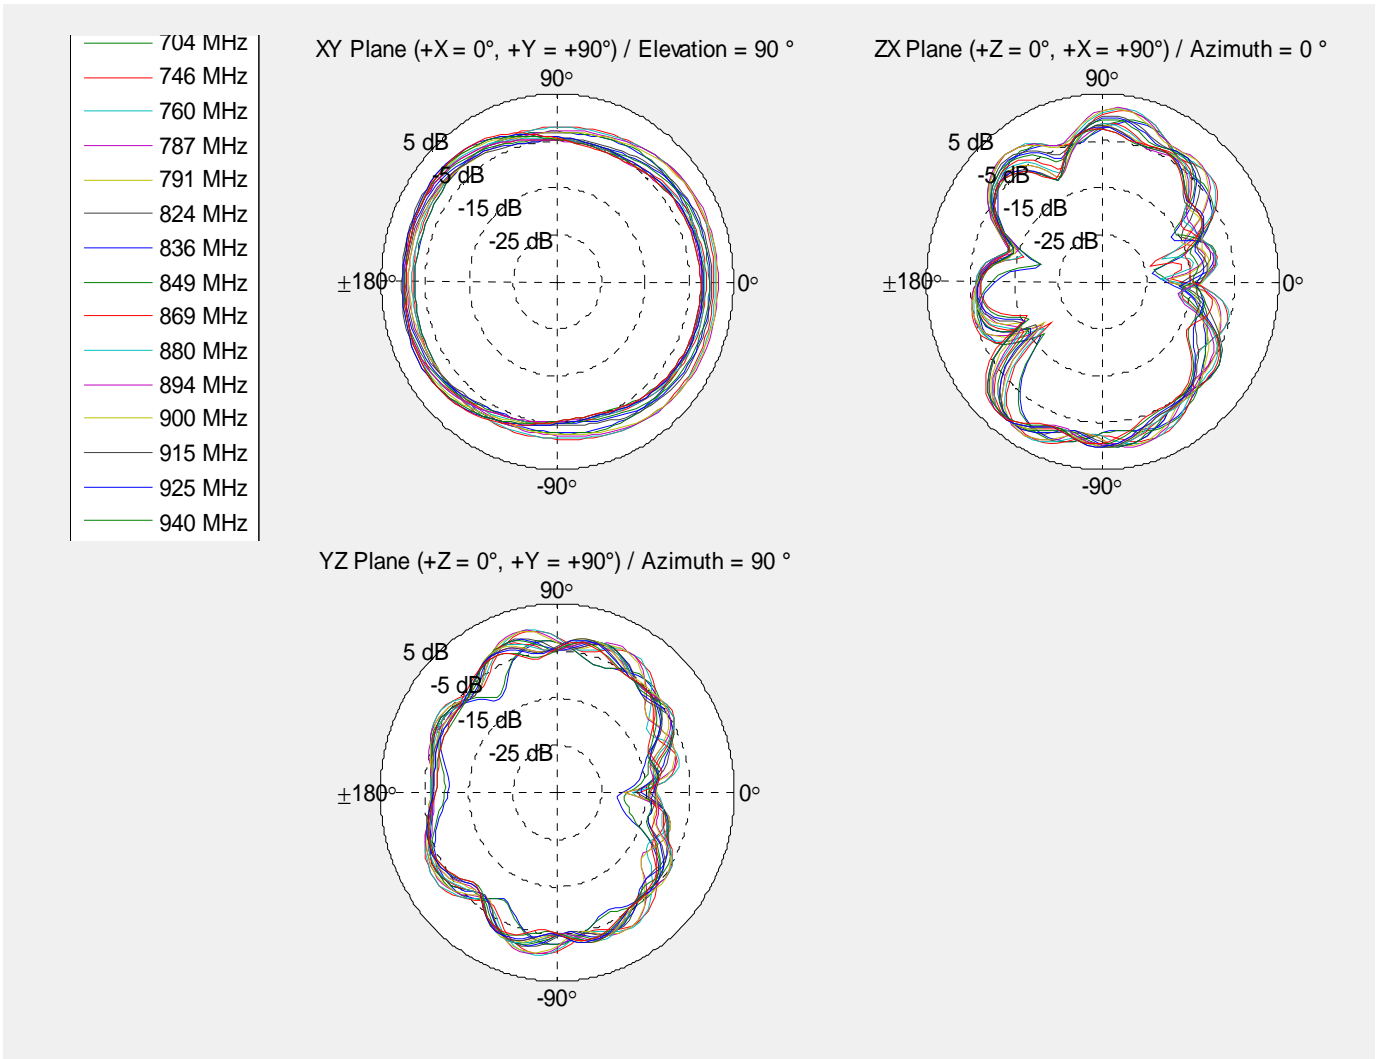 704 MHz
746 MHz
760 MHz
787 MHz
791 MHz
824 MHz
836 MHz
849 MHz
869 MHz
880 MHz
894 MHz
900 MHz
915 MHz
925 MHz
940 MHz
XY Plane (+X = 0°, +Y = +90°) / Elevation = 90 °
90°
5 dB
-5 dB
-15 dB
-25 dB
±180°
0°
-90°
ZX Plane (+Z = 0°, +X = +90°) / Azimuth = 0 °
90°
5 dB
-5 dB
-15 dB
-25 dB
±180°
0°
-90°
YZ Plane (+Z = 0°, +Y = +90°) / Azimuth = 90 °
90°
5 dB
-5 dB
-15 dB
-25 dB
±180°
0°
-90°